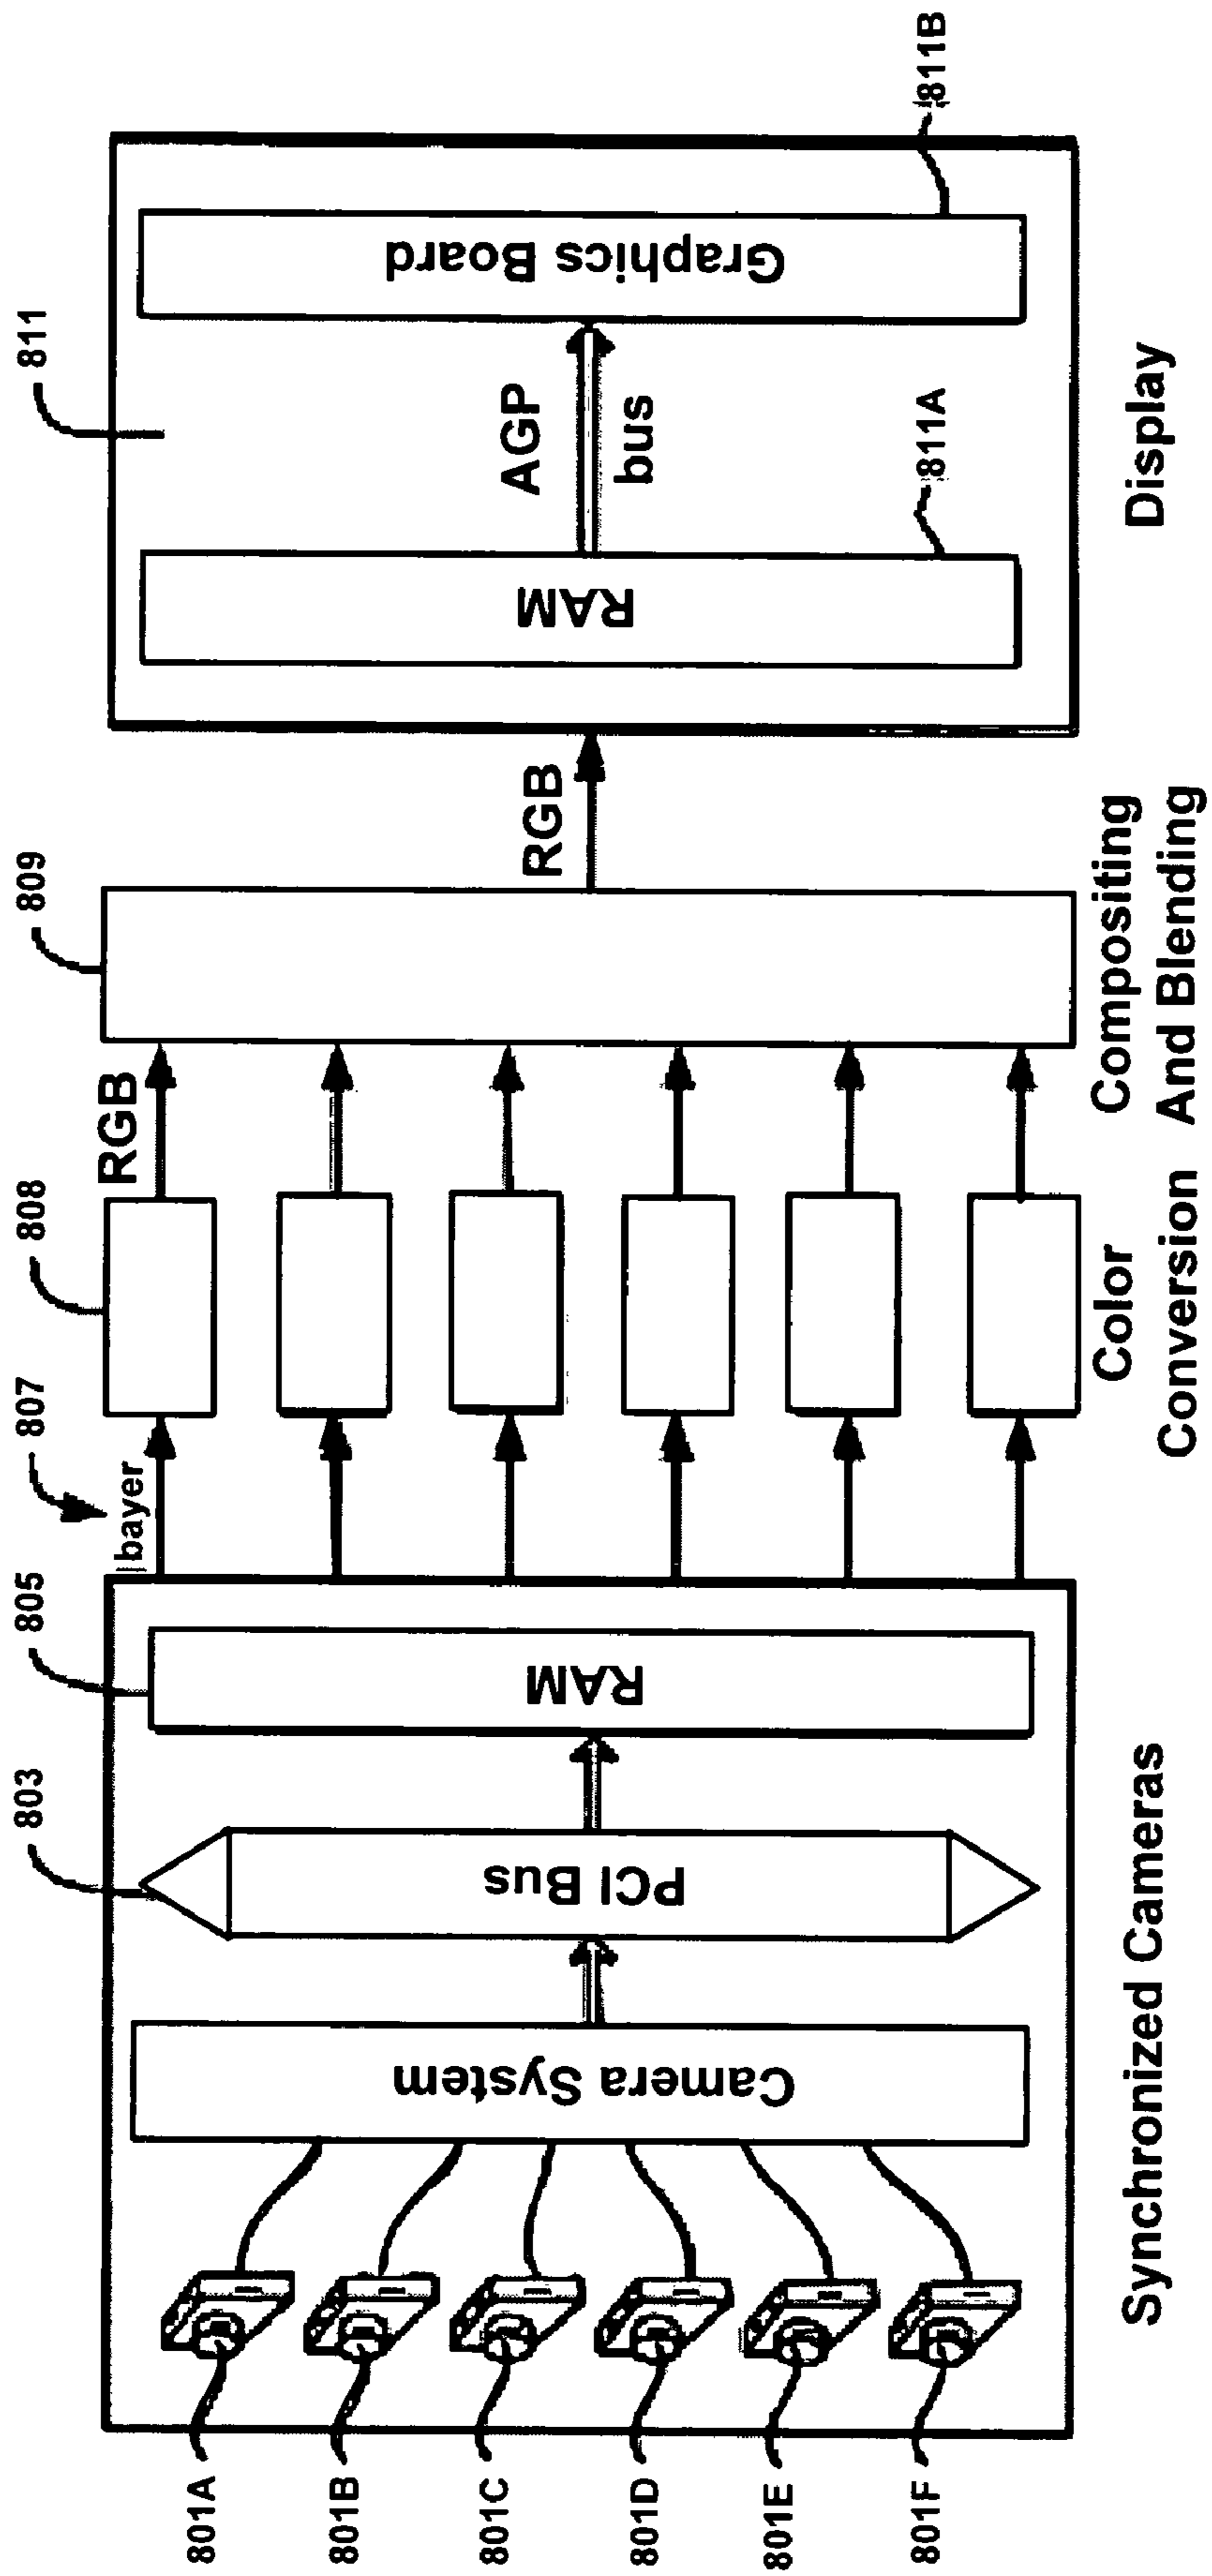 801A
801B
801C
801D
801E
801F
Camera System
803
PCI Bus
805
RAM
Synchronized Cameras
807
bayer
808
RGB
Color
Conversion
809
Compositing
And Blending
RGB
811
RAM
811A
AGP
bus
Graphics Board
811B
Display